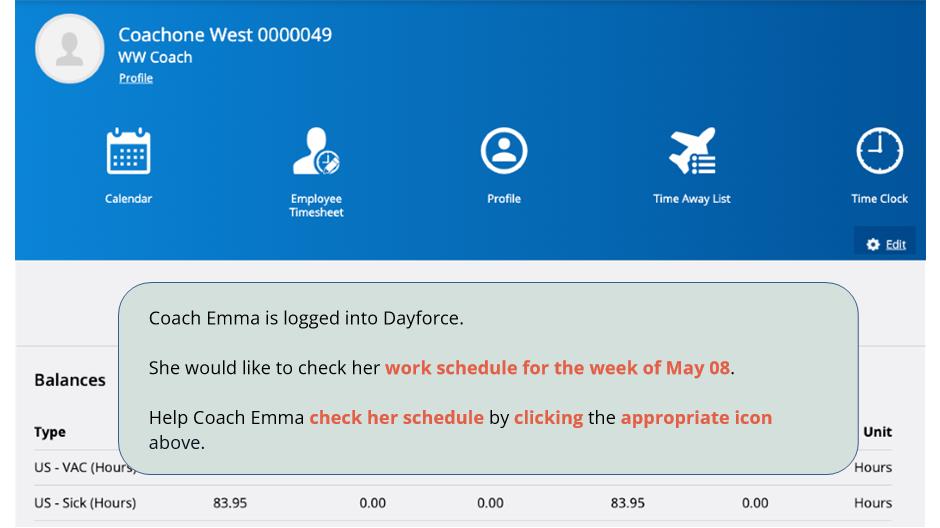 Coachone West 0000049
WW Coach
Profile
Calendar
Employee
Timesheet
Profile
Time Away List
Time Clock
Edit
Coach Emma is logged into Dayforce.
She would like to check her work schedule for the week of May 08.
Help Coach Emma check her schedule by clicking the appropriate icon
above.
Balances
Type Unit
US - VAC (Hours) Hours
US - Sick (Hours) 83.95 0.00 0.00 83.95 0.00 Hours